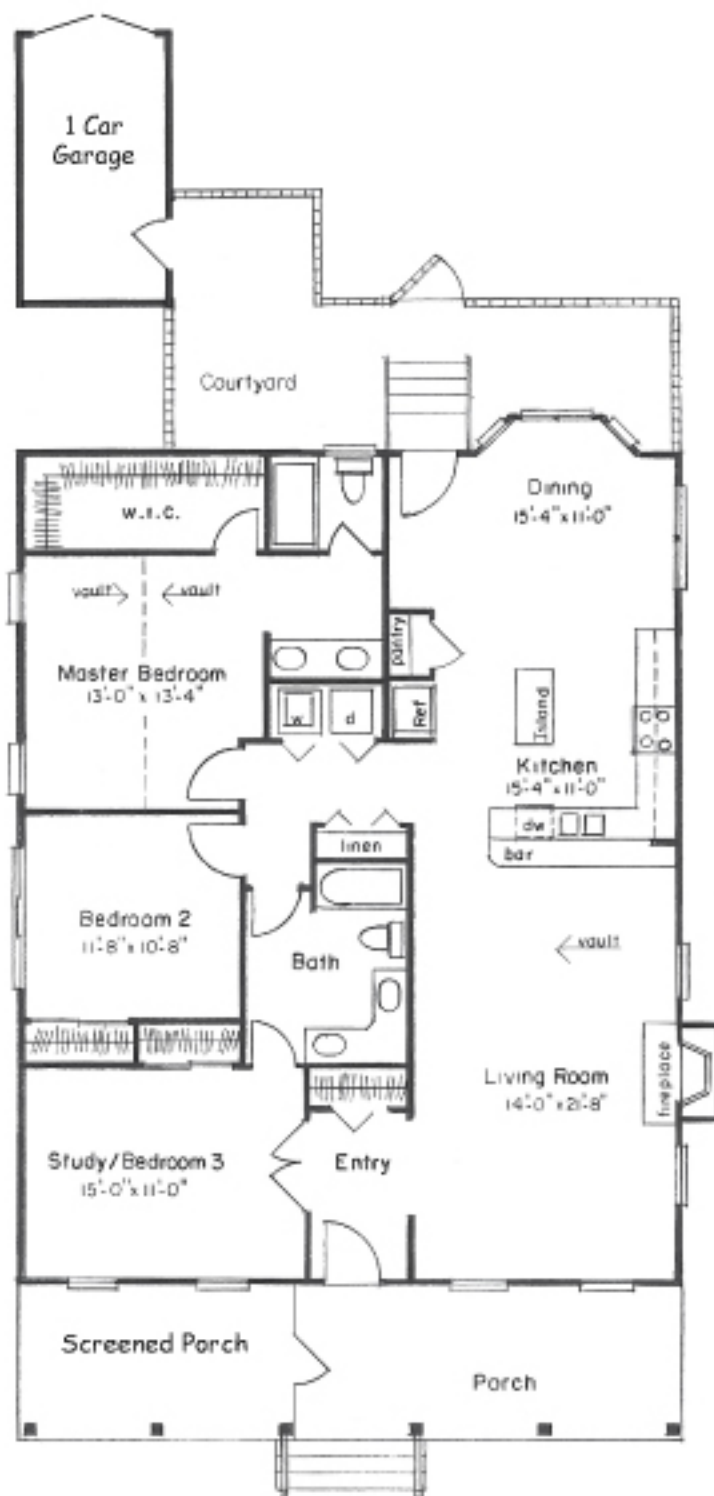 1 Car
Garage
Courtyard
Dining
15'-4" x 11'-0"
W.I.C.
vault
vault
pantry
Master Bedroom
13'-0" x 13'-4"
w
d
Ref
Island
Kitchen
15'-4" x 11'-0"
dw
linen
bar
Bedroom 2
11'-8" x 10'-8"
Bath
vault
Living Room
14'-0" x 21'-8"
fireplace
Study/Bedroom 3
15'-0" x 11'-0"
Entry
Screened Porch
Porch